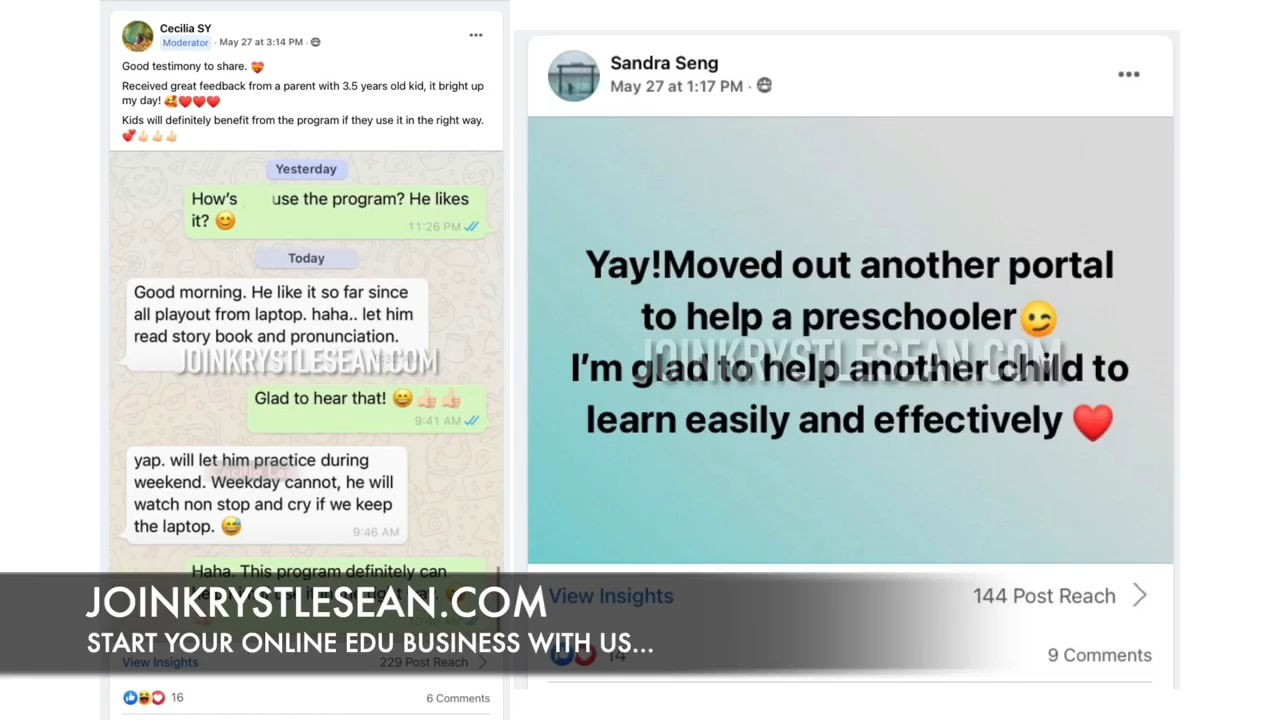 Cecilia SY
Moderator · May 27 at 3:14 PM ·
Good testimony to share.
Received great feedback from a parent with 3.5 years old kid, it bright up
my day!
Kids will definitely benefit from the program if they use it in the right way.
Yesterday
How's use the program? He likes
it? 😊
11:26 PM
Today
Good morning. He like it so far since
all playout from laptop. haha.. let him
read story book and pronunciation.
JOINKRYSTLESEAN.COM
Glad to hear that! 😄👍🏻👍🏻
9:41 AM
yap. will let him practice during
weekend. Weekday cannot, he will
watch non stop and cry if we keep
the laptop. 😅
9:46 AM
Haha. This program definitely can
View Insights
229 Post Reach
16
6 Comments
Sandra Seng
May 27 at 1:17 PM ·
Yay!Moved out another portal
to help a preschooler😉
I'm glad to help another child to
learn easily and effectively ❤️
JOINKRYSTLESEAN.COM
View Insights
144 Post Reach
14
9 Comments
JOINKRYSTLESEAN.COM
START YOUR ONLINE EDU BUSINESS WITH US...